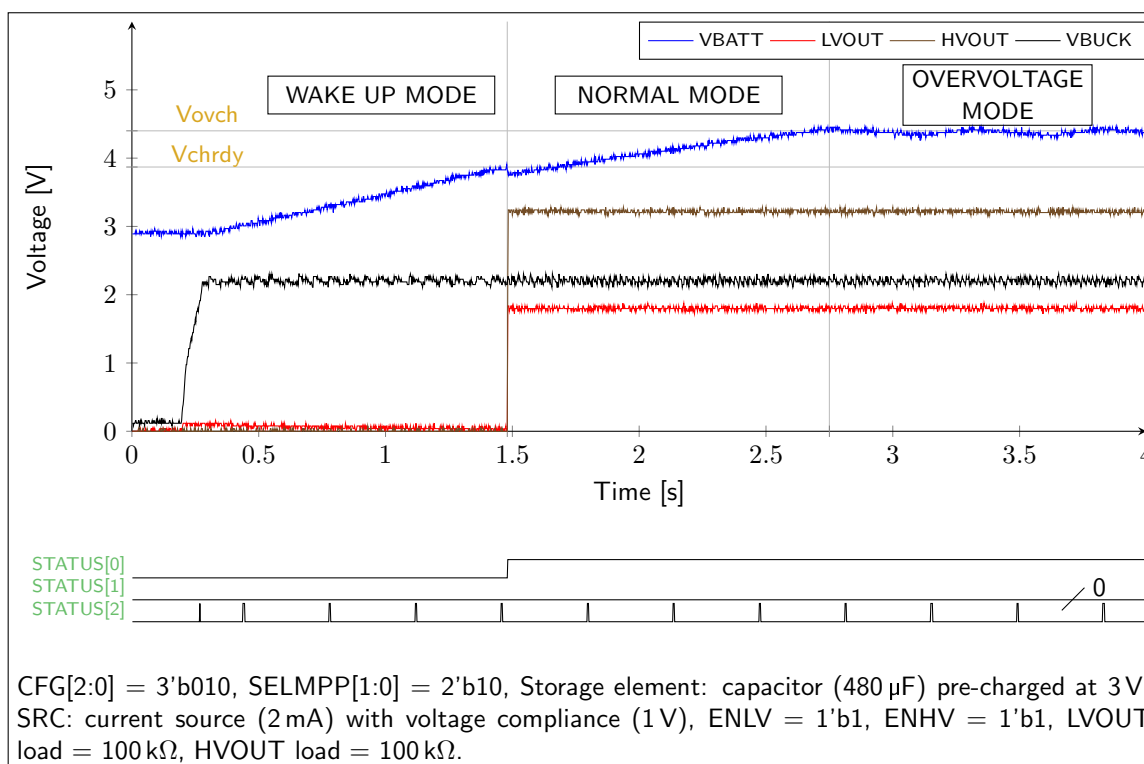 VBATT LVOUT HVOUT VBUCK
WAKE UP MODE
NORMAL MODE
OVERVOLTAGE
MODE
Vovch
Vchrdy
5
4
3
2
1
0
Voltage [V]
0 0.5 1 1.5 2 2.5 3 3.5 4
Time [s]
STATUS[0]
STATUS[1]
STATUS[2]
0
CFG[2:0] = 3'b010, SELMPP[1:0] = 2'b10, Storage element: capacitor (480 µF) pre-charged at 3 V
SRC: current source (2 mA) with voltage compliance (1 V), ENLV = 1'b1, ENHV = 1'b1, LVOUT
load = 100 kΩ, HVOUT load = 100 kΩ.